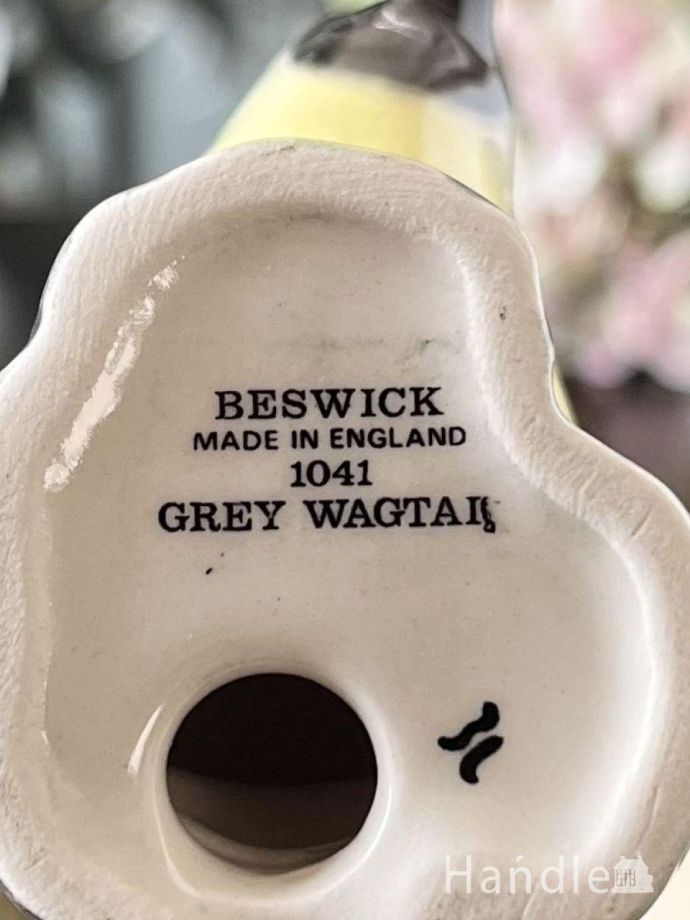 BESWICK
MADE IN ENGLAND
1041
GREY WAGTAIL
Handle